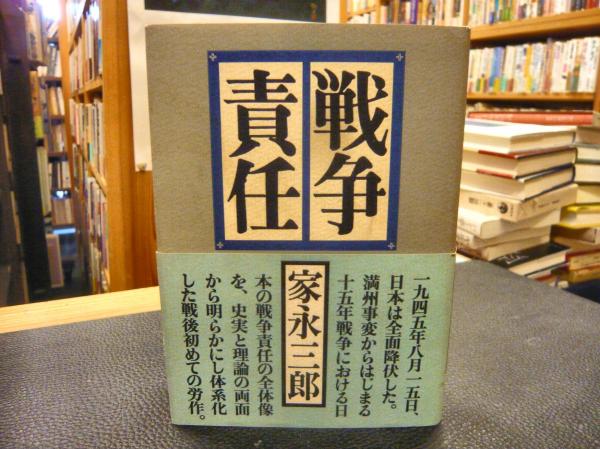 戦争
責任
一九四五年八月一五日、
日本は全面降伏した。
満州事変からはじまる
十五年戦争における日
家永三郎
本の戦争責任の全体像
を、史実と理論の両面
から明らかにし体系化
した戦後初めての労作。